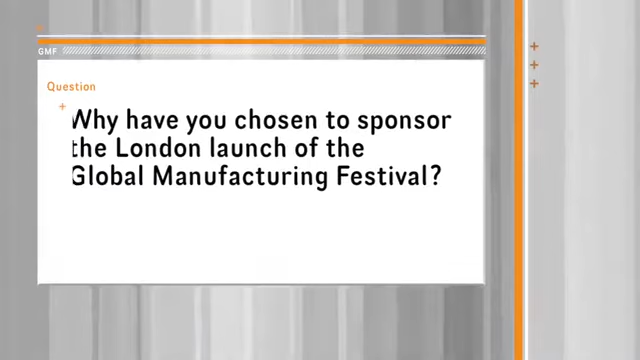 GMF
Question
Why have you chosen to sponsor
the London launch of the
Global Manufacturing Festival?